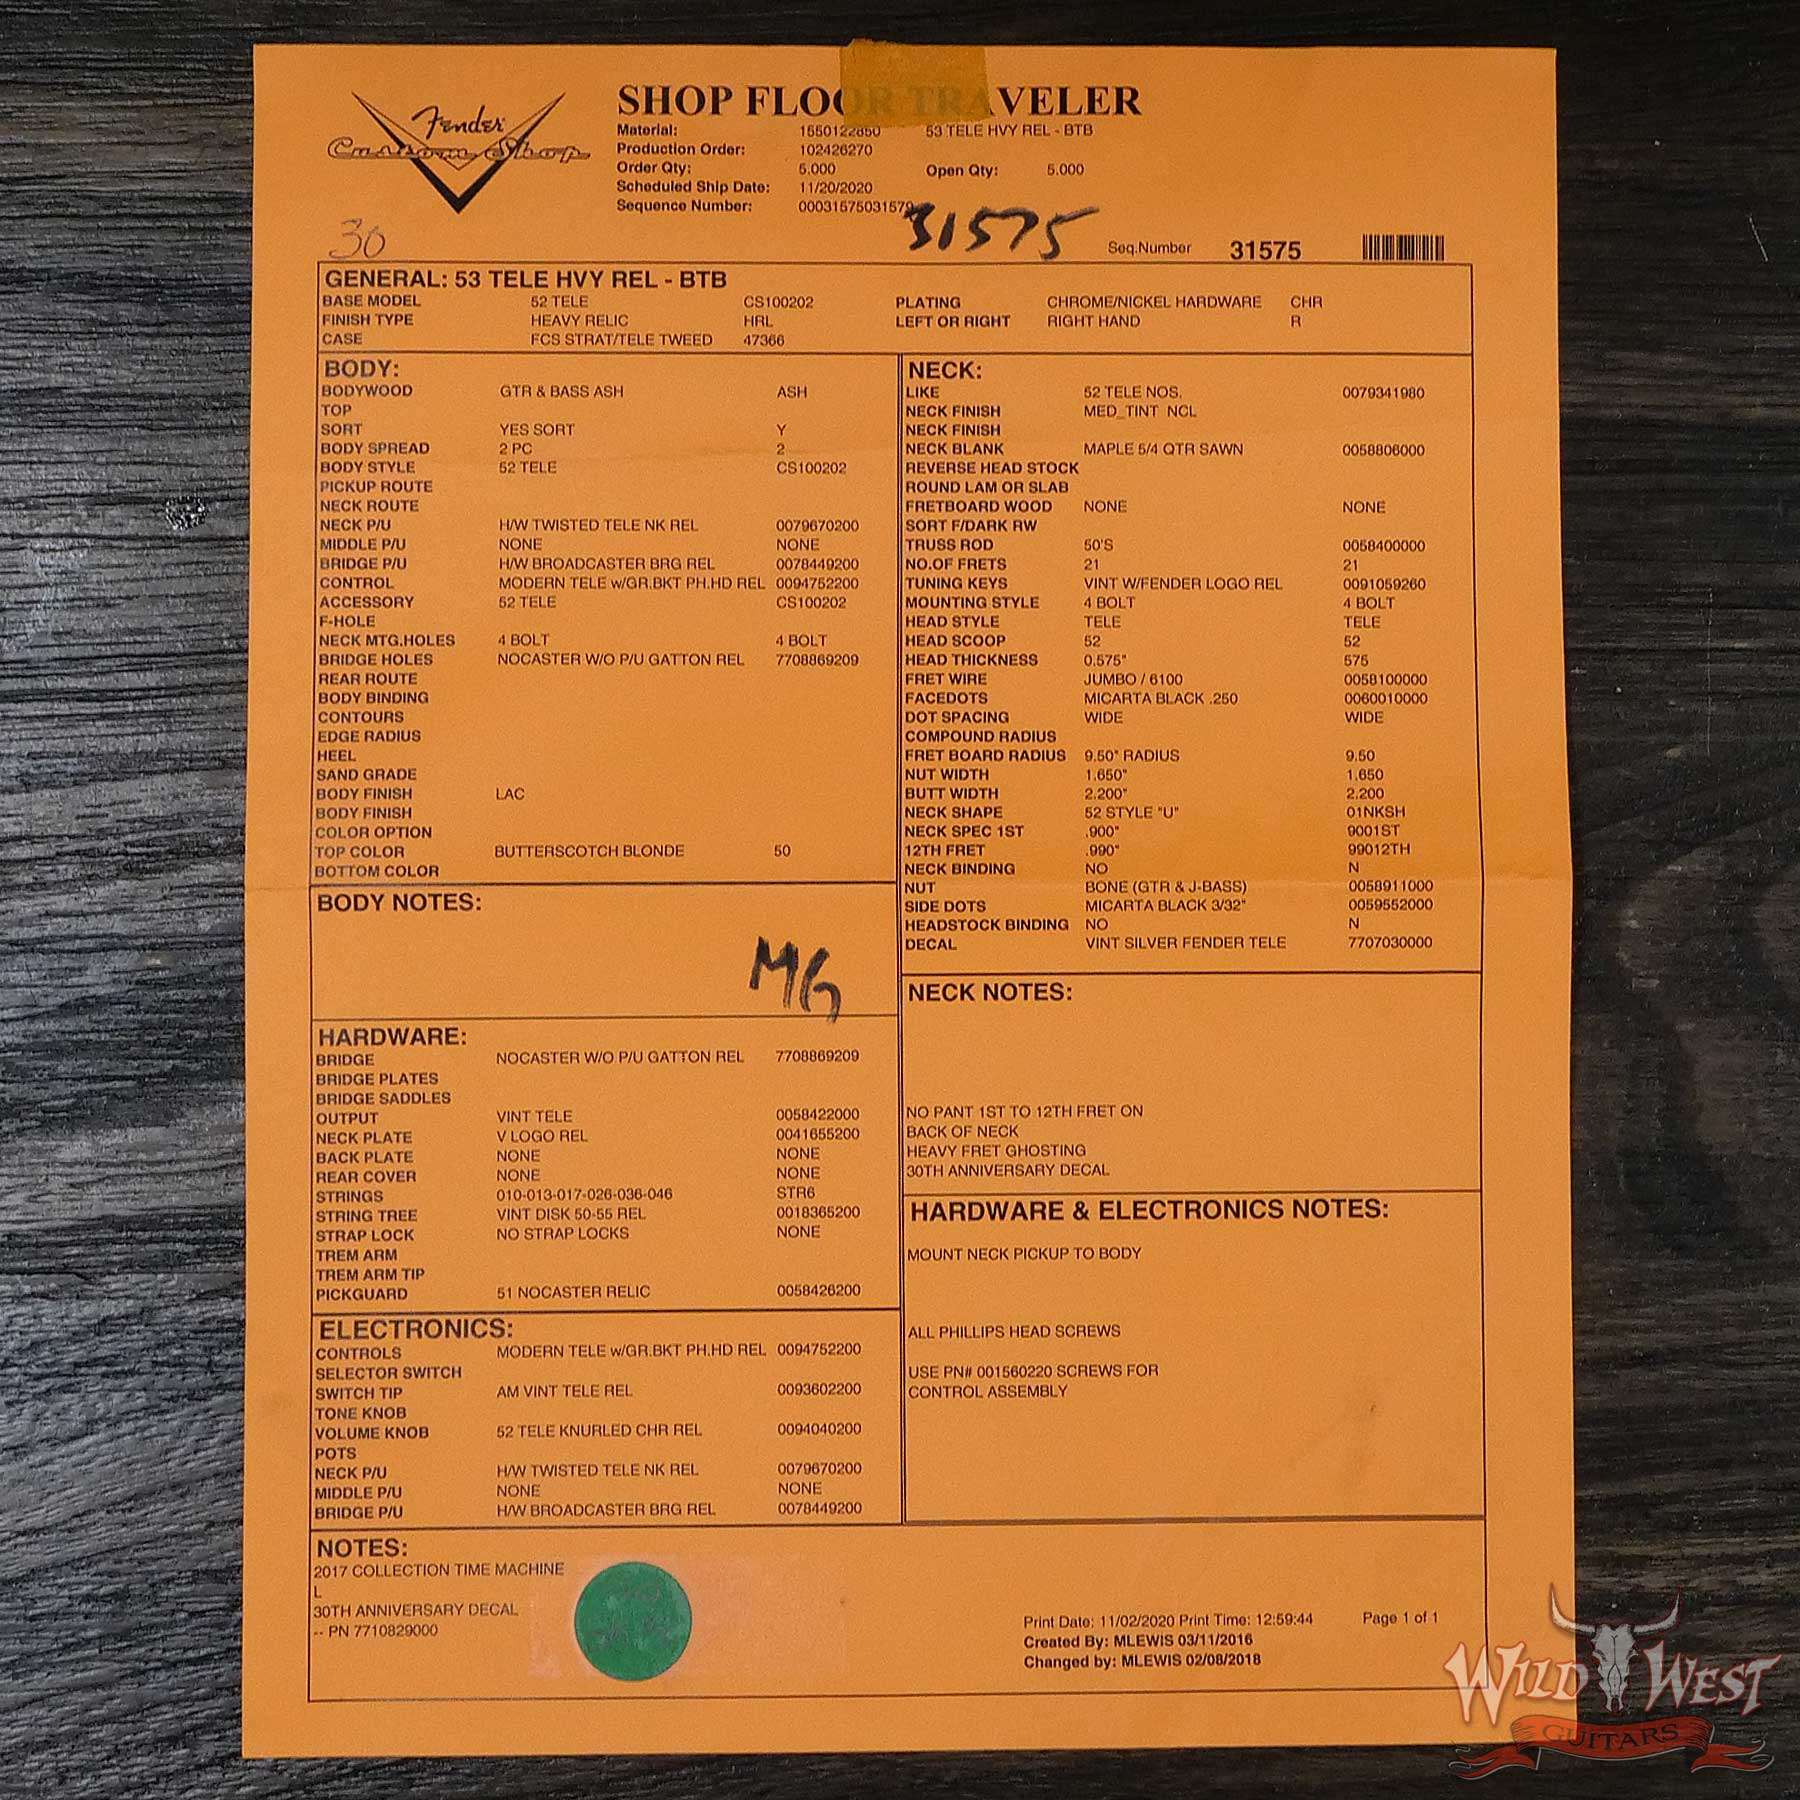 SHOP FLOOR TRAVELER
Fender
Custom Shop
Material: 1550122850 53 TELE HVY REL - BTB
Production Order: 102426270
Order Qty: 5.000 Open Qty: 5.000
Scheduled Ship Date: 11/20/2020
Sequence Number: 00031575031579
30
31575
Seq.Number 31575
GENERAL: 53 TELE HVY REL - BTB
BASE MODEL 52 TELE CS100202 PLATING CHROME/NICKEL HARDWARE CHR
FINISH TYPE HEAVY RELIC HRL LEFT OR RIGHT RIGHT HAND R
CASE FCS STRAT/TELE TWEED 47366
BODY:
BODYWOOD GTR & BASS ASH ASH
TOP
SORT YES SORT Y
BODY SPREAD 2 PC 2
BODY STYLE 52 TELE CS100202
PICKUP ROUTE
NECK ROUTE
NECK P/U H/W TWISTED TELE NK REL 0079670200
MIDDLE P/U NONE NONE
BRIDGE P/U H/W BROADCASTER BRG REL 0078449200
CONTROL MODERN TELE w/GR.BKT PH.HD REL 0094752200
ACCESSORY 52 TELE CS100202
F-HOLE
NECK MTG.HOLES 4 BOLT 4 BOLT
BRIDGE HOLES NOCASTER W/O P/U GATTON REL 7708869209
REAR ROUTE
BODY BINDING
CONTOURS
EDGE RADIUS
HEEL
SAND GRADE
BODY FINISH LAC
BODY FINISH
COLOR OPTION
TOP COLOR BUTTERSCOTCH BLONDE 50
BOTTOM COLOR
BODY NOTES:
MG
HARDWARE:
BRIDGE NOCASTER W/O P/U GATTON REL 7708869209
BRIDGE PLATES
BRIDGE SADDLES
OUTPUT VINT TELE 0058422000
NECK PLATE V LOGO REL 0041655200
BACK PLATE NONE NONE
REAR COVER NONE NONE
STRINGS 010-013-017-026-036-046 STR6
STRING TREE VINT DISK 50-55 REL 0018365200
STRAP LOCK NO STRAP LOCKS NONE
TREM ARM
TREM ARM TIP
PICKGUARD 51 NOCASTER RELIC 0058426200
ELECTRONICS:
CONTROLS MODERN TELE w/GR.BKT PH.HD REL 0094752200
SELECTOR SWITCH
SWITCH TIP AM VINT TELE REL 0093602200
TONE KNOB
VOLUME KNOB 52 TELE KNURLED CHR REL 0094040200
POTS
NECK P/U H/W TWISTED TELE NK REL 0079670200
MIDDLE P/U NONE NONE
BRIDGE P/U H/W BROADCASTER BRG REL 0078449200
NECK:
LIKE 52 TELE NOS. 0079341980
NECK FINISH MED_TINT NCL
NECK FINISH
NECK BLANK MAPLE 5/4 QTR SAWN 0058806000
REVERSE HEAD STOCK
ROUND LAM OR SLAB
FRETBOARD WOOD NONE NONE
SORT F/DARK RW
TRUSS ROD 50'S 0058400000
NO.OF FRETS 21 21
TUNING KEYS VINT W/FENDER LOGO REL 0091059260
MOUNTING STYLE 4 BOLT 4 BOLT
HEAD STYLE TELE TELE
HEAD SCOOP 52 52
HEAD THICKNESS 0.575" 575
FRET WIRE JUMBO / 6100 0058100000
FACEDOTS MICARTA BLACK .250 0060010000
DOT SPACING WIDE WIDE
COMPOUND RADIUS
FRET BOARD RADIUS 9.50" RADIUS 9.50
NUT WIDTH 1.650" 1.650
BUTT WIDTH 2.200" 2.200
NECK SHAPE 52 STYLE "U" 01NKSH
NECK SPEC 1ST .900" 9001ST
12TH FRET .990" 99012TH
NECK BINDING NO N
NUT BONE (GTR & J-BASS) 0058911000
SIDE DOTS MICARTA BLACK 3/32" 0059552000
HEADSTOCK BINDING NO N
DECAL VINT SILVER FENDER TELE 7707030000
NECK NOTES:
NO PANT 1ST TO 12TH FRET ON
BACK OF NECK
HEAVY FRET GHOSTING
30TH ANNIVERSARY DECAL
HARDWARE & ELECTRONICS NOTES:
MOUNT NECK PICKUP TO BODY
ALL PHILLIPS HEAD SCREWS
USE PN# 001560220 SCREWS FOR
CONTROL ASSEMBLY
NOTES:
2017 COLLECTION TIME MACHINE
L
30TH ANNIVERSARY DECAL
-- PN 7710829000
Print Date: 11/02/2020 Print Time: 12:59:44 Page 1 of 1
Created By: MLEWIS 03/11/2016
Changed by: MLEWIS 02/08/2018
WILD WEST
GUITARS